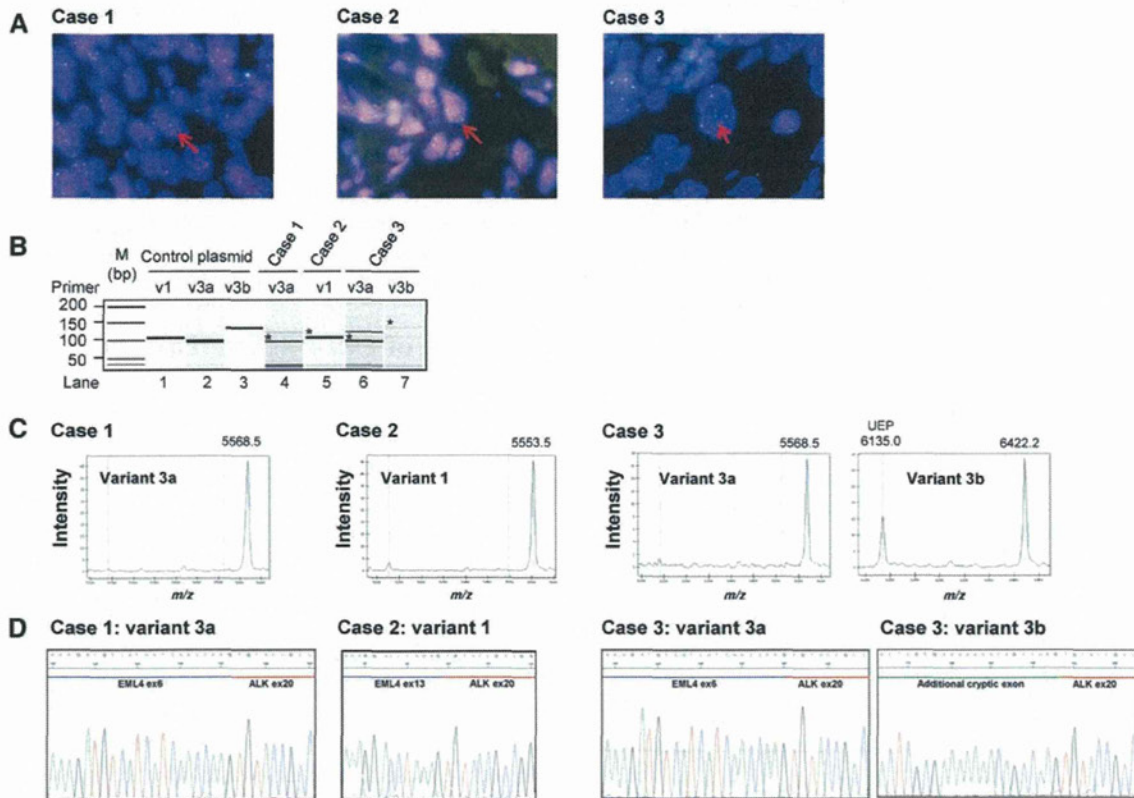 A
Case 1
Case 2
Case 3
B
M
(bp)
Control plasmid
Case 1
Case 2
Case 3
Primer
v1
v3a
v3b
v3a
v1
v3a
v3b
200
150
100
50
*
*
*
*
Lane
1
2
3
4
5
6
7
C
Case 1
5568.5
Variant 3a
Intensity
m/z
Case 2
5553.5
Variant 1
Intensity
m/z
Case 3
5568.5
Variant 3a
Intensity
m/z
UEP
6135.0
6422.2
Variant 3b
m/z
D
Case 1: variant 3a
EML4 ex6
ALK ex20
Case 2: variant 1
EML4 ex13
ALK ex20
Case 3: variant 3a
EML4 ex6
ALK ex20
Case 3: variant 3b
Additional cryptic exon
ALK ex20